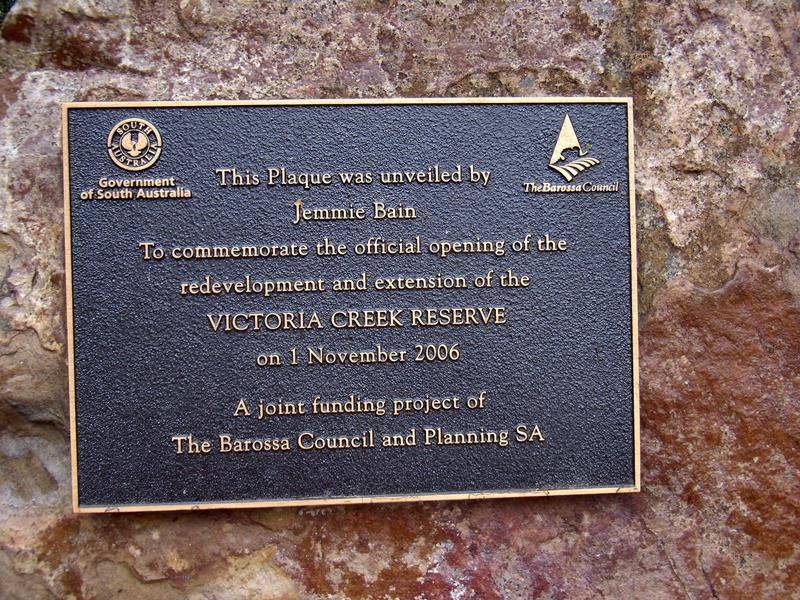 SOUTH
AUSTRALIA
Government
of South Australia
The Barossa Council
This Plaque was unveiled by
Jemmie Bain
To commemorate the official opening of the
redevelopment and extension of the
VICTORIA CREEK RESERVE
on 1 November 2006
A joint funding project of
The Barossa Council and Planning SA